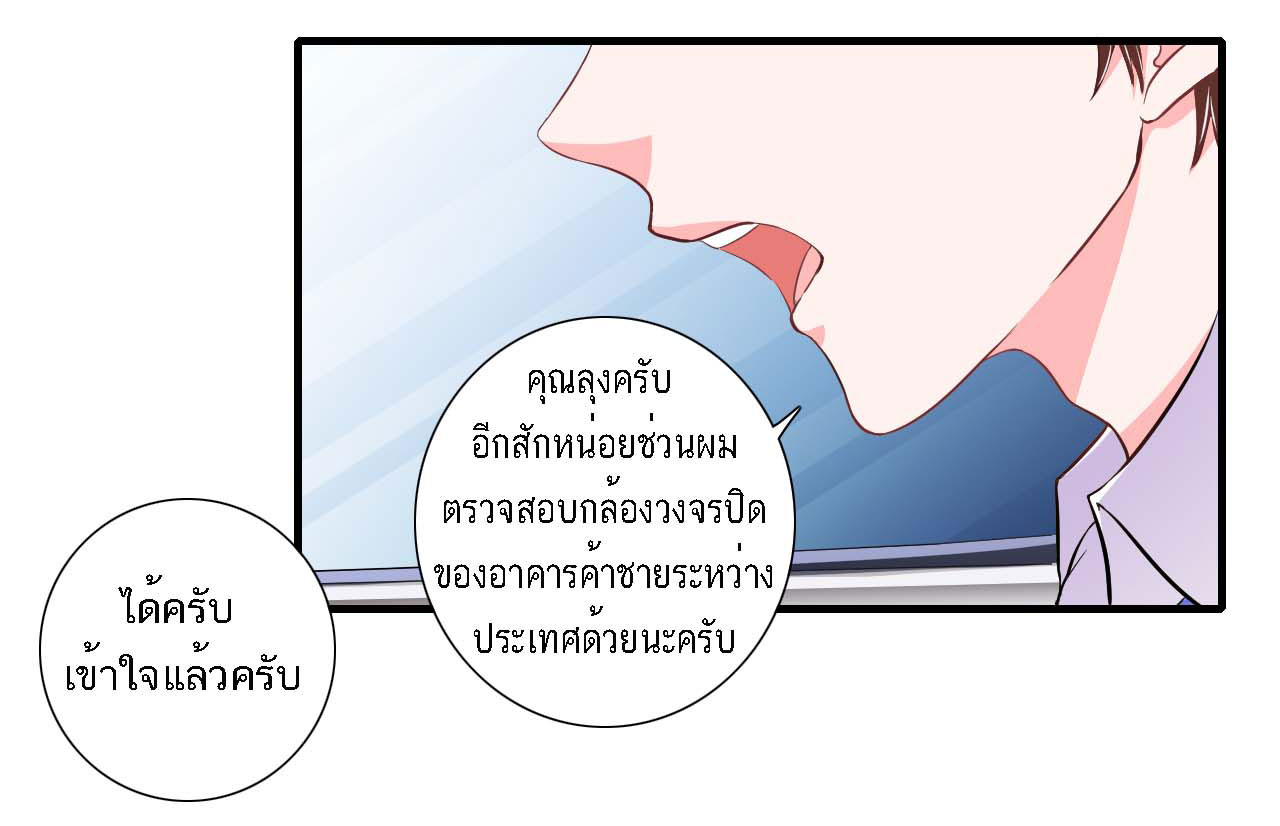 คุณลุงครับ
อีกสักหน่อยช่วนผม
ตรวจสอบกล้องวงจรปิด
ของอาคารค้าชายระหว่าง
ประเทศด้วยนะครับ
ได้ครับ
เข้าใจแล้วครับ